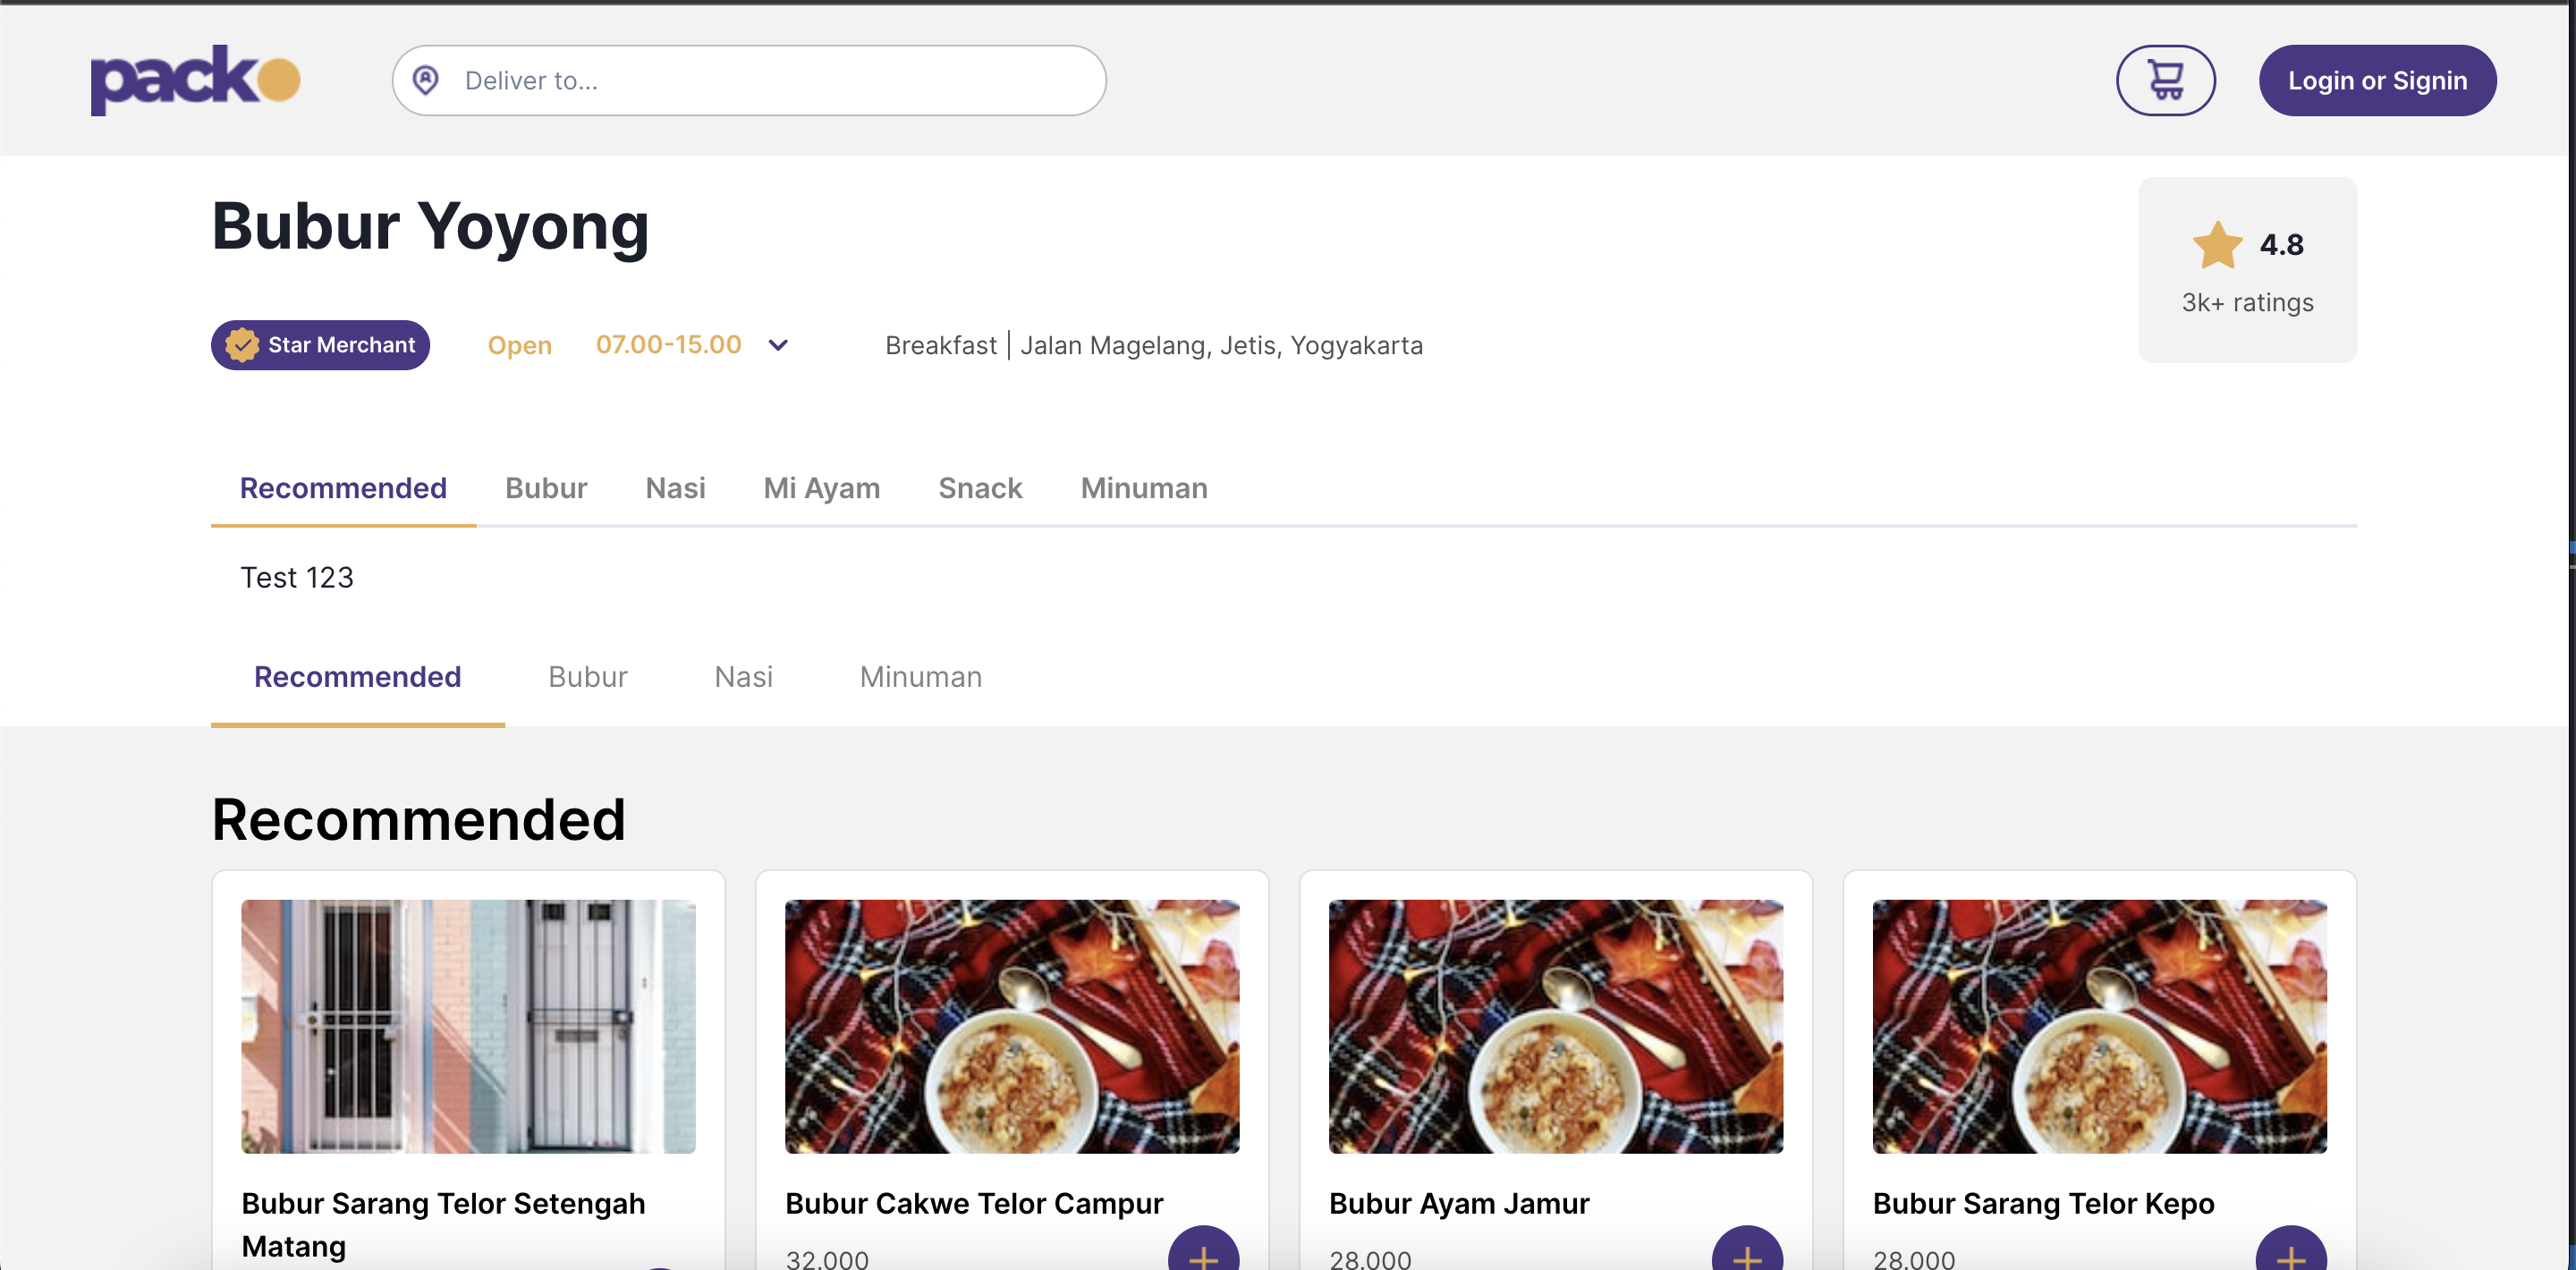 packo
Deliver to...
Login or Signin
Bubur Yoyong
4.8
3k+ ratings
Star Merchant
Open 07.00-15.00
Breakfast | Jalan Magelang, Jetis, Yogyakarta
Recommended Bubur Nasi Mi Ayam Snack Minuman
Test 123
Recommended Bubur Nasi Minuman
Recommended
Bubur Sarang Telor Setengah
Matang
Bubur Cakwe Telor Campur
32.000
Bubur Ayam Jamur
28.000
Bubur Sarang Telor Kepo
28.000